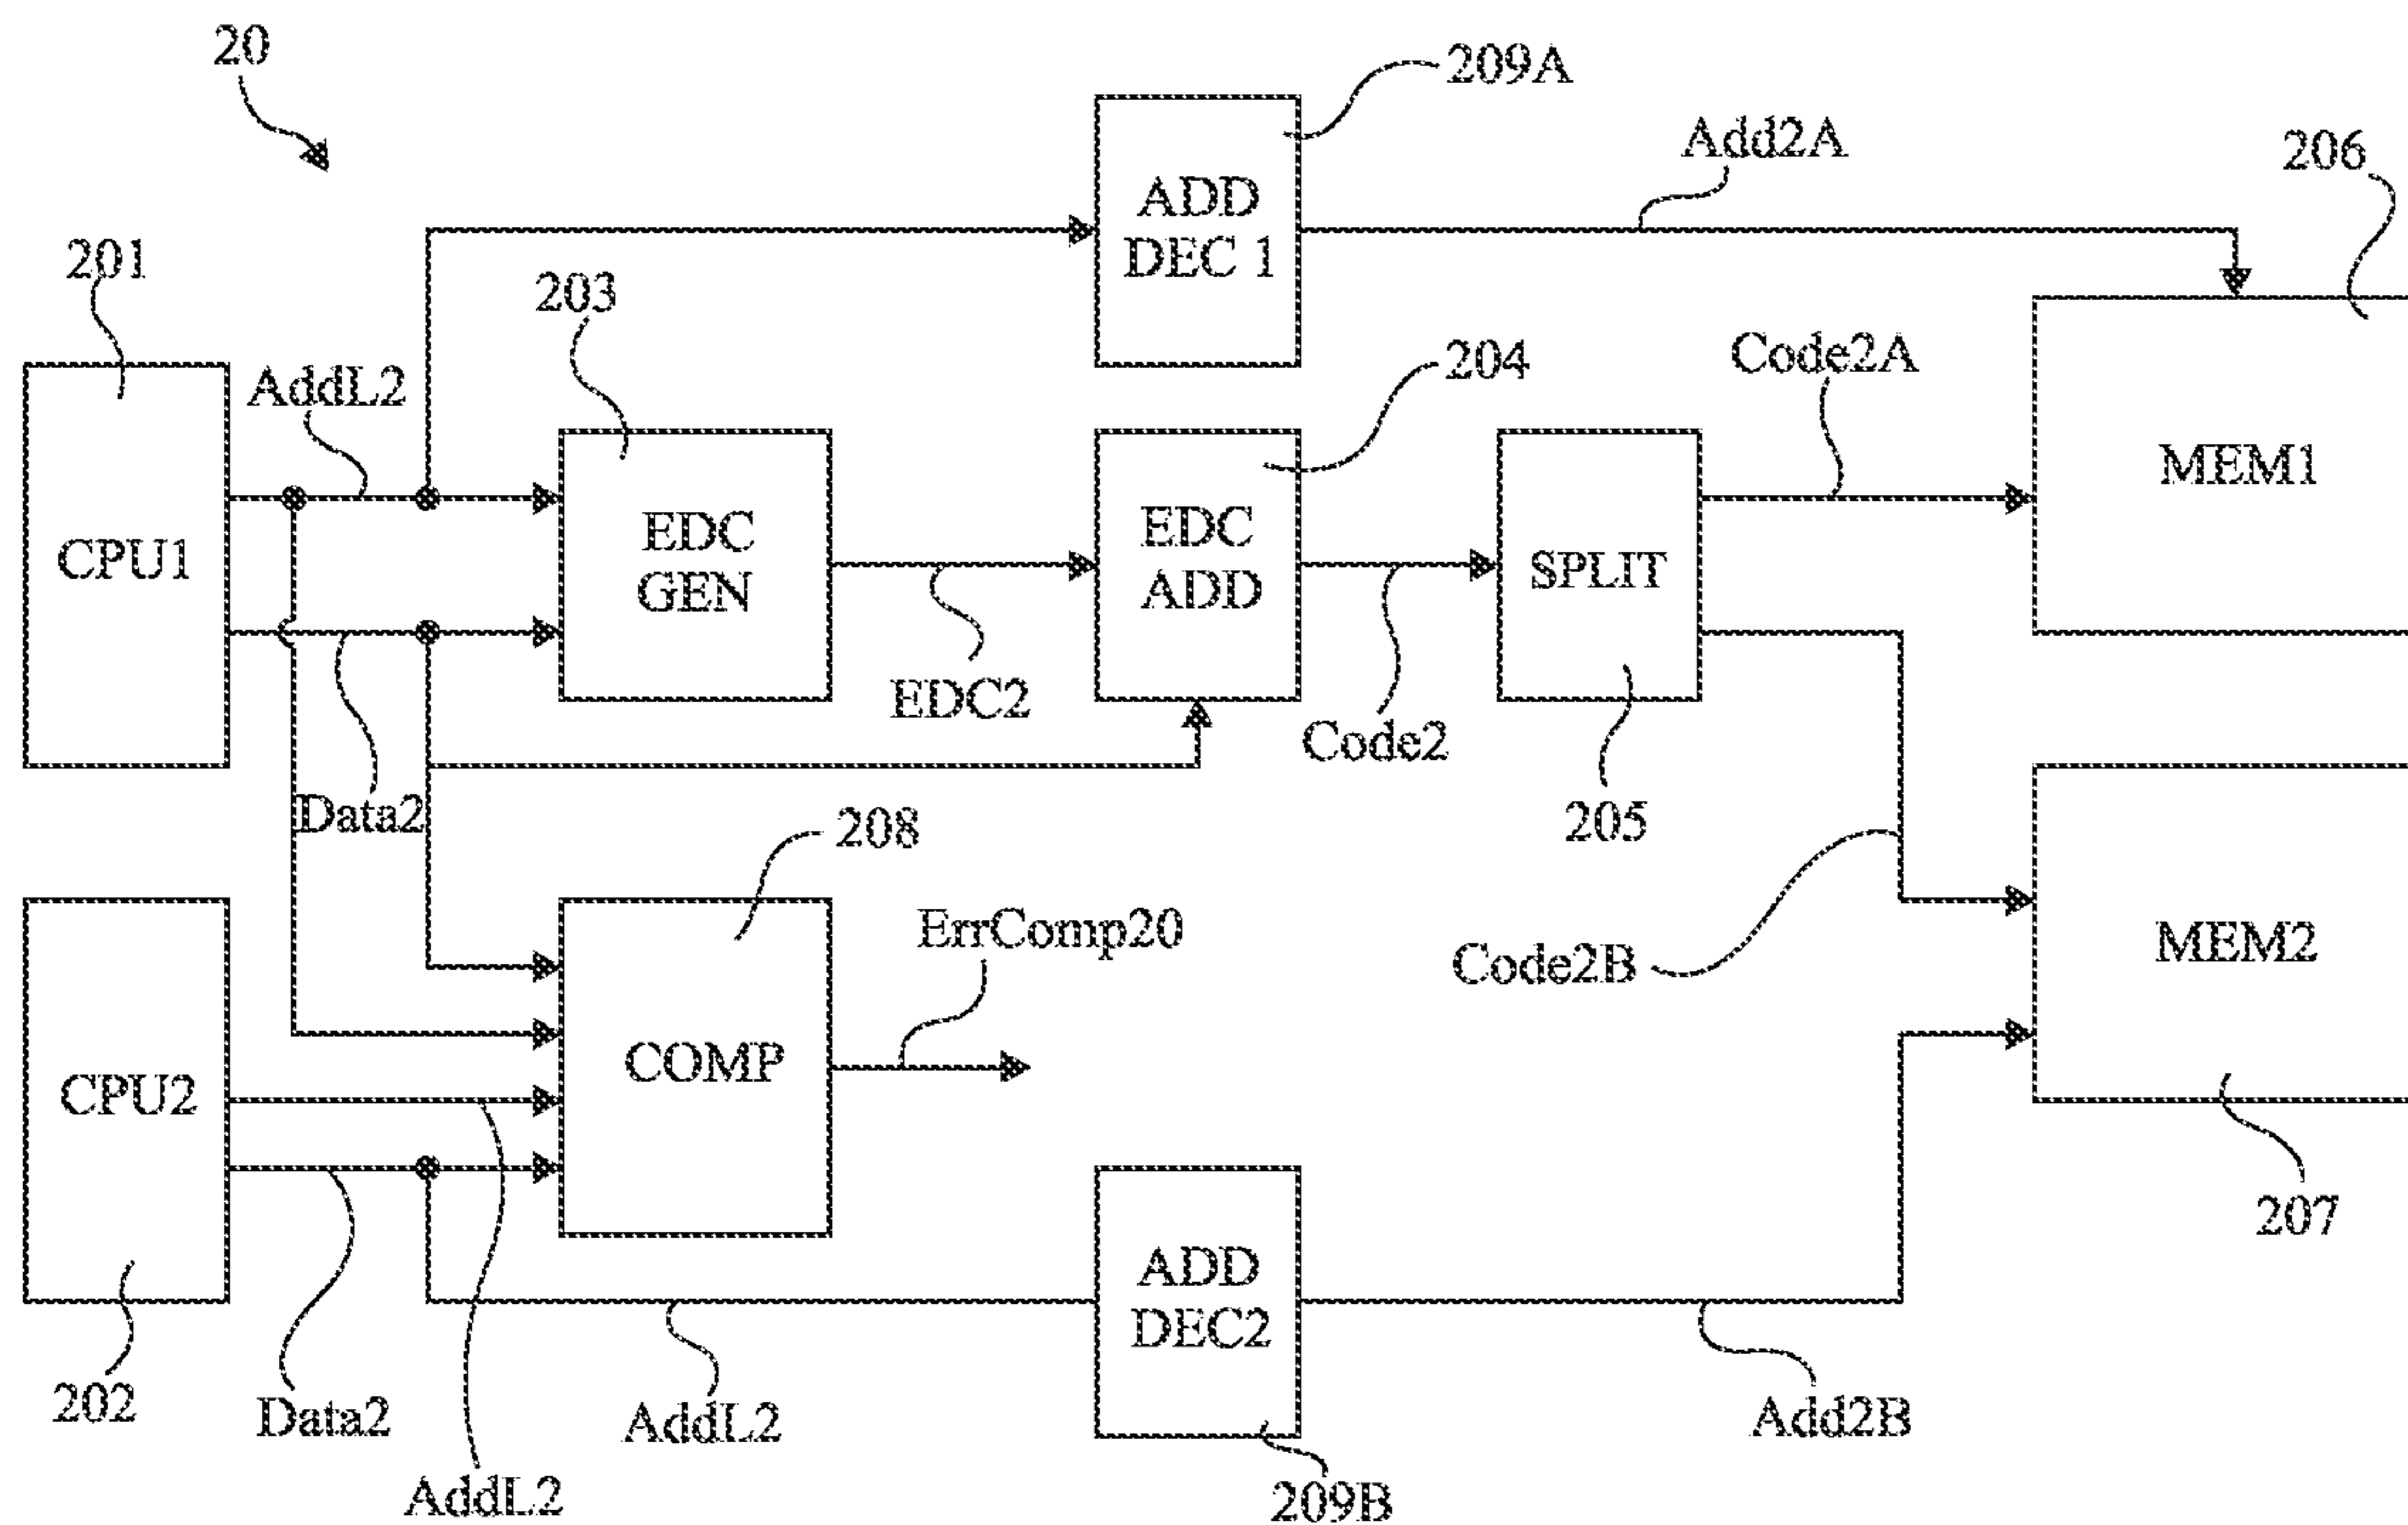 20
209A
Add2A
206
ADD
DEC 1
201
203
204
Code2A
AddL2
MEM1
CPU1
EDC
GEN
EDC
ADD
SPLIT
EDC2
Code2
Data2
205
208
ErrComp20
Code2B
MEM2
CPU2
COMP
207
ADD
DEC2
202
Data2
AddL2
Add2B
AddL2
209B